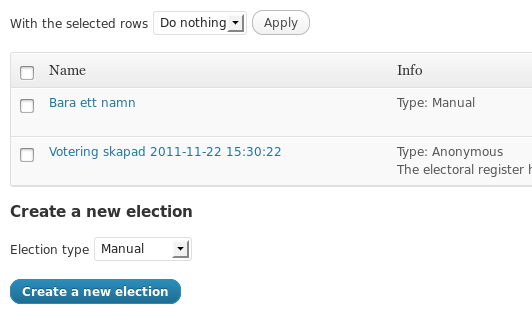 With the selected rows Do nothing Apply
Name Info
Bara ett namn Type: Manual
Votering skapad 2011-11-22 15:30:22 Type: Anonymous
The electoral register
Create a new election
Election type Manual
Create a new election